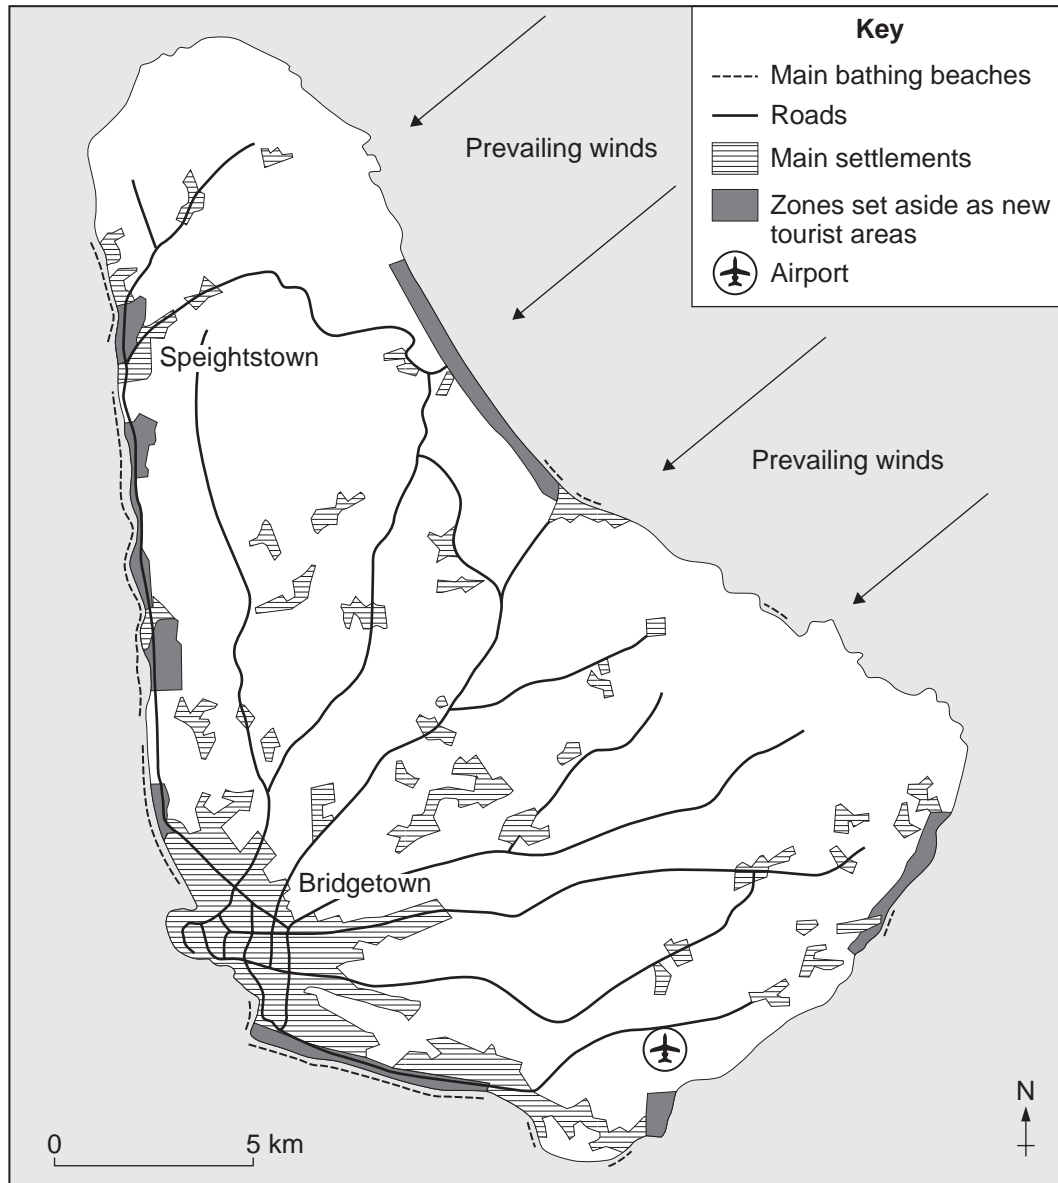 Key
Main bathing beaches
Roads
Main settlements
Zones set aside as new
tourist areas
Airport
Prevailing winds
Speightstown
Prevailing winds
Bridgetown
N
0 5 km